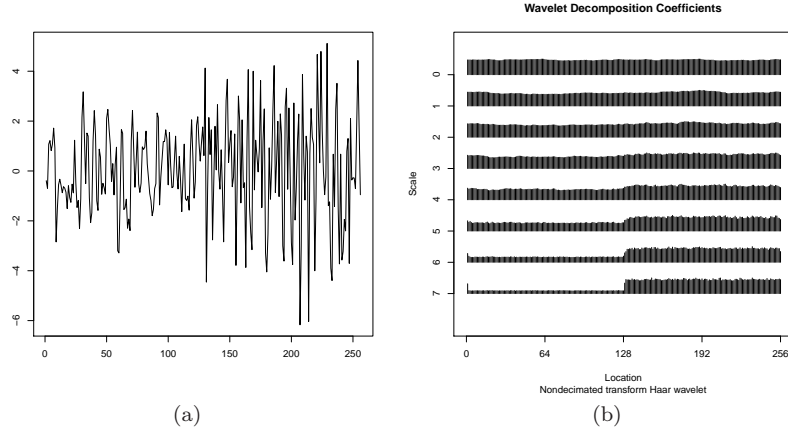 Wavelet Decomposition Coefficients
4
2
0
−2
−4
−6
0 50 100 150 200 250
Scale
0
1
2
3
4
5
6
7
0 64 128 192 256
Location
Nondecimated transform Haar wavelet
(a) (b)